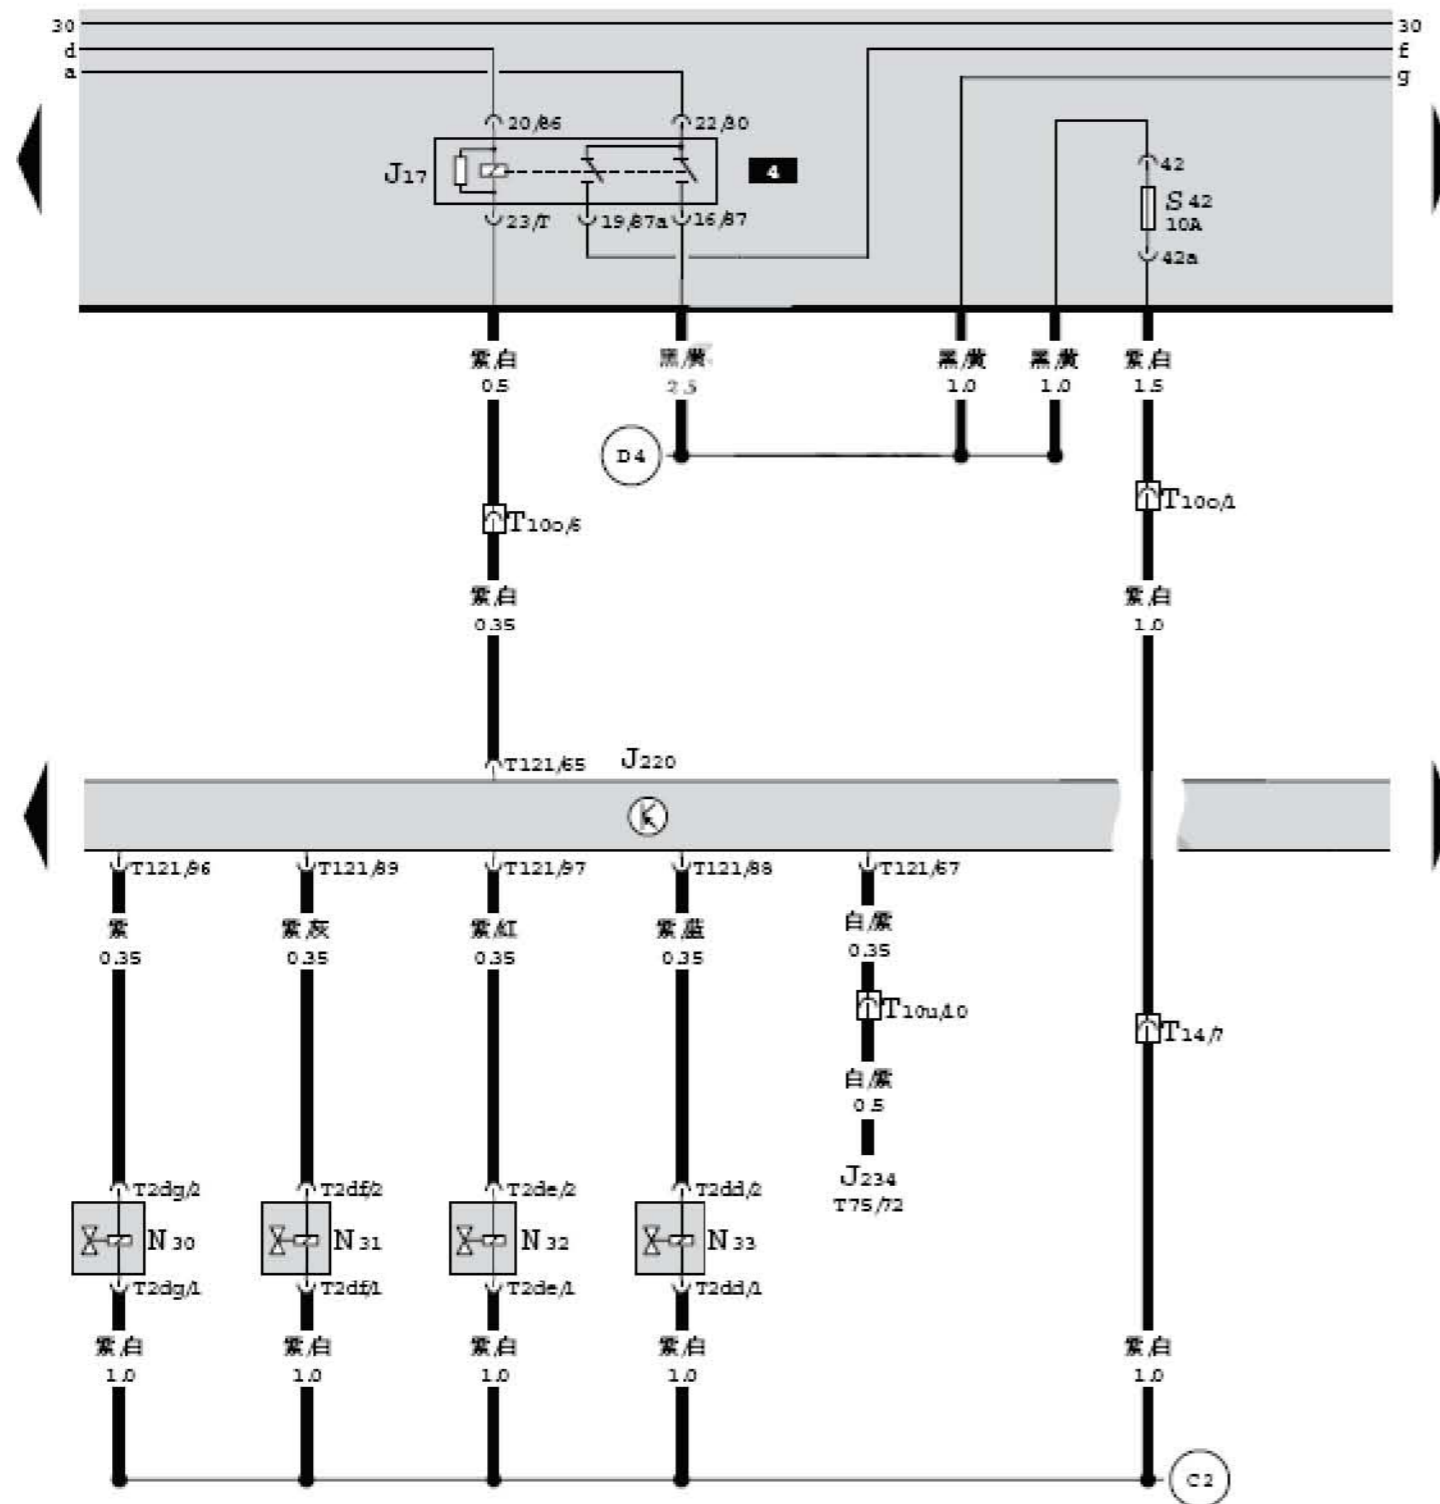 30 30
d f
a g
20/86 22/30
J17 4 42
S42
10A
23/T 19/87a 16/87
42a
紫/白 黑/黄 黑/黄 黑/黄 紫/白
0.5 2.5 1.0 1.0 1.5
D4
T10o/1
T10o/6
紫/白 紫/白
0.35 1.0
T121/65 J220
K
T121/96 T121/89 T121/97 T121/88 T121/67
白/紫
紫 紫/灰 紫/红 紫/蓝
0.35 0.35 0.35 0.35 0.35
T10u/10
T14/7
白/紫
0.5
J234
T2dg/2 T2df/2 T2de/2 T2dd/2
T75/72
N30 N31 N32 N33
T2dg/1 T2df/1 T2de/1 T2dd/1
紫/白 紫/白 紫/白 紫/白 紫/白
1.0 1.0 1.0 1.0 1.0
C2